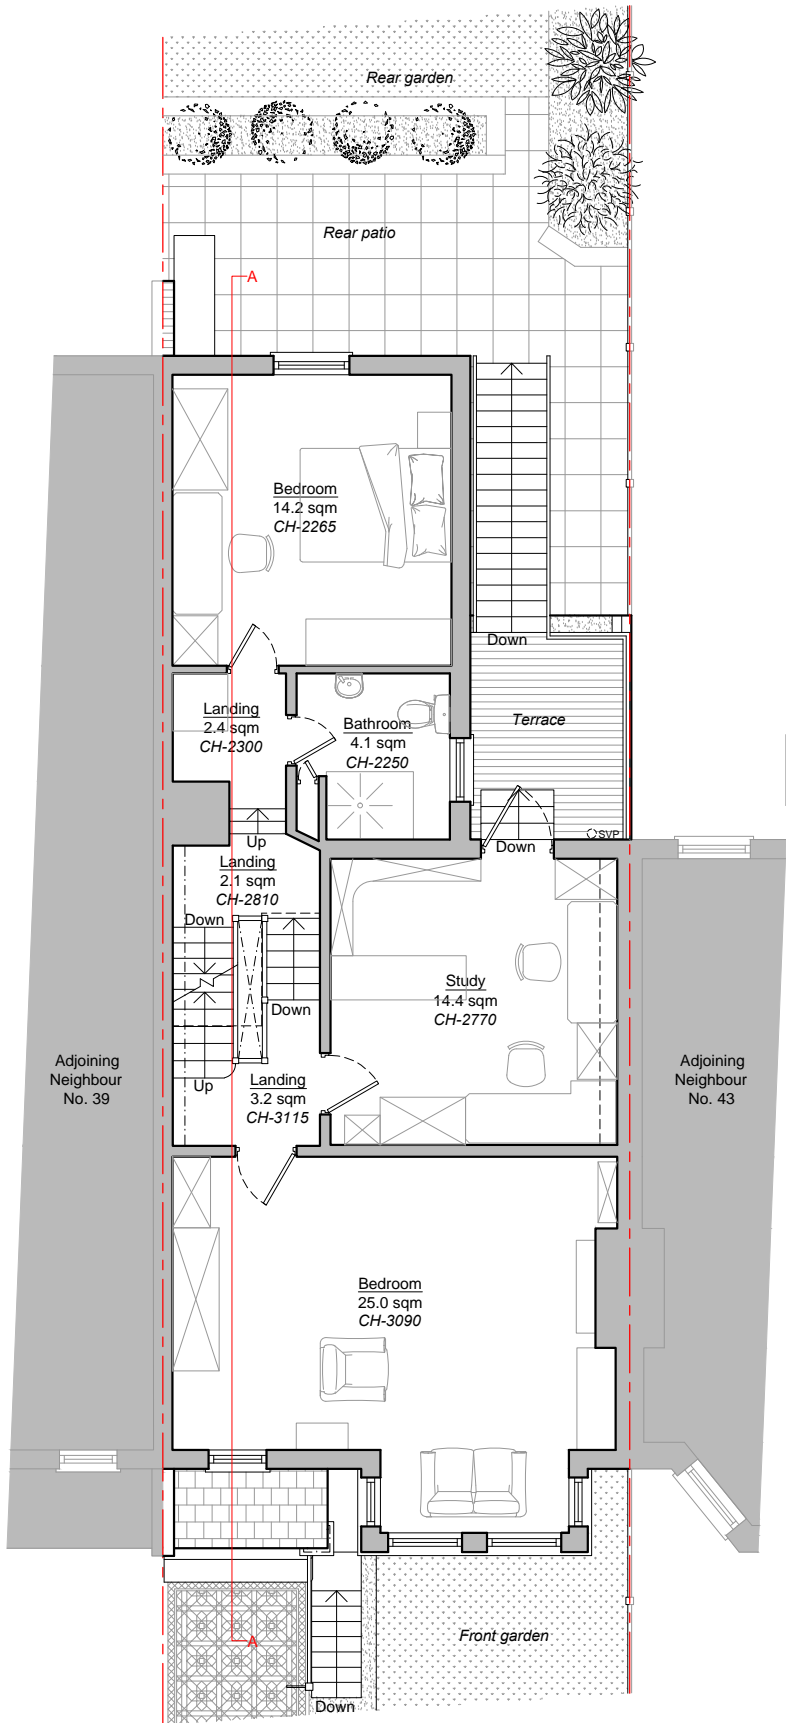 Rear garden
Rear patio
A
Bedroom
14.2 sqm
CH-2265
Down
Landing
2.4 sqm
CH-2300
Bathroom
4.1 sqm
CH-2250
Terrace
SVP
Up
Down
Landing
2.1 sqm
CH-2810
Down
Study
14.4 sqm
CH-2770
Down
Adjoining
Neighbour
No. 39
Up
Landing
3.2 sqm
CH-3115
Adjoining
Neighbour
No. 43
Bedroom
25.0 sqm
CH-3090
A
Front garden
Down